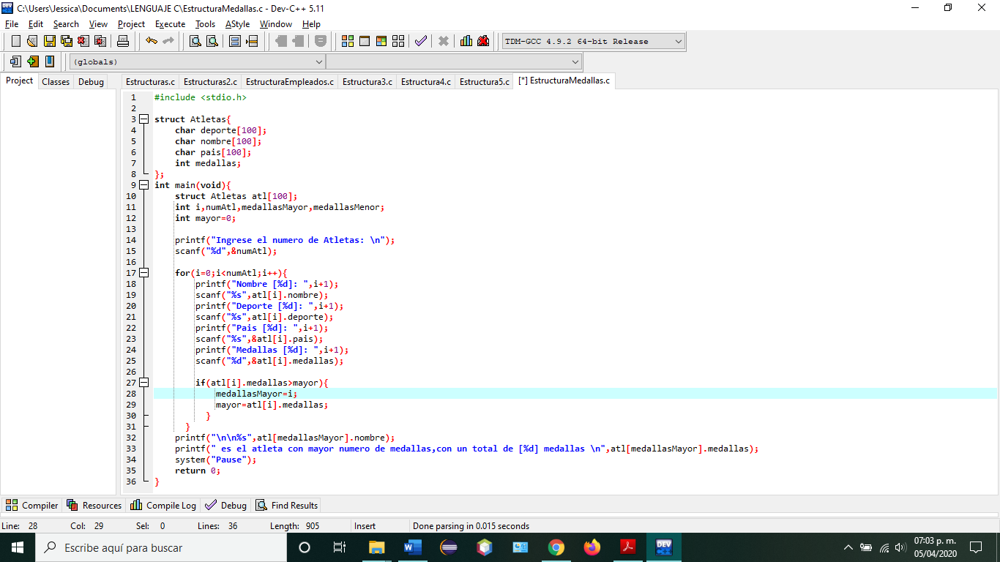 C:\Users\Jessica\Documents\LENGUAJE C\EstructuraMedallas.c - Dev-C++ 5.11
File Edit Search View Project Execute Tools AStyle Window Help
TDM-GCC 4.9.2 64-bit Release
(globals)
Project Classes Debug
Estructuras.c Estructuras2.c EstructuraEmpleados.c Estructura3.c Estructura4.c Estructura5.c [*] EstructuraMedallas.c
1 #include <stdio.h>
2
3 struct Atletas{
4 char deporte[100];
5 char nombre[100];
6 char pais[100];
7 int medallas;
8 };
9 int main(void){
10 struct Atletas atl[100];
11 int i,numAtl,medallasMayor,medallasMenor;
12 int mayor=0;
13
14 printf("Ingrese el numero de Atletas: \n");
15 scanf("%d",&numAtl);
16
17 for(i=0;i<numAtl;i++){
18 printf("Nombre [%d]: ",i+1);
19 scanf("%s",atl[i].nombre);
20 printf("Deporte [%d]: ",i+1);
21 scanf("%s",atl[i].deporte);
22 printf("Pais [%d]: ",i+1);
23 scanf("%s",&atl[i].pais);
24 printf("Medallas [%d]: ",i+1);
25 scanf("%d",&atl[i].medallas);
26
27 if(atl[i].medallas>mayor){
28 medallasMayor=i;
29 mayor=atl[i].medallas;
30 }
31 }
32 printf("\n\n%s",atl[medallasMayor].nombre);
33 printf(" es el atleta con mayor numero de medallas,con un total de [%d] medallas \n",atl[medallasMayor].medallas);
34 system("Pause");
35 return 0;
36 }
Compiler Resources Compile Log Debug Find Results
Line: 28 Col: 29 Sel: 0 Lines: 36 Length: 905 Insert Done parsing in 0.015 seconds
Escribe aquí para buscar
W
DEV
07:03 p. m.
05/04/2020